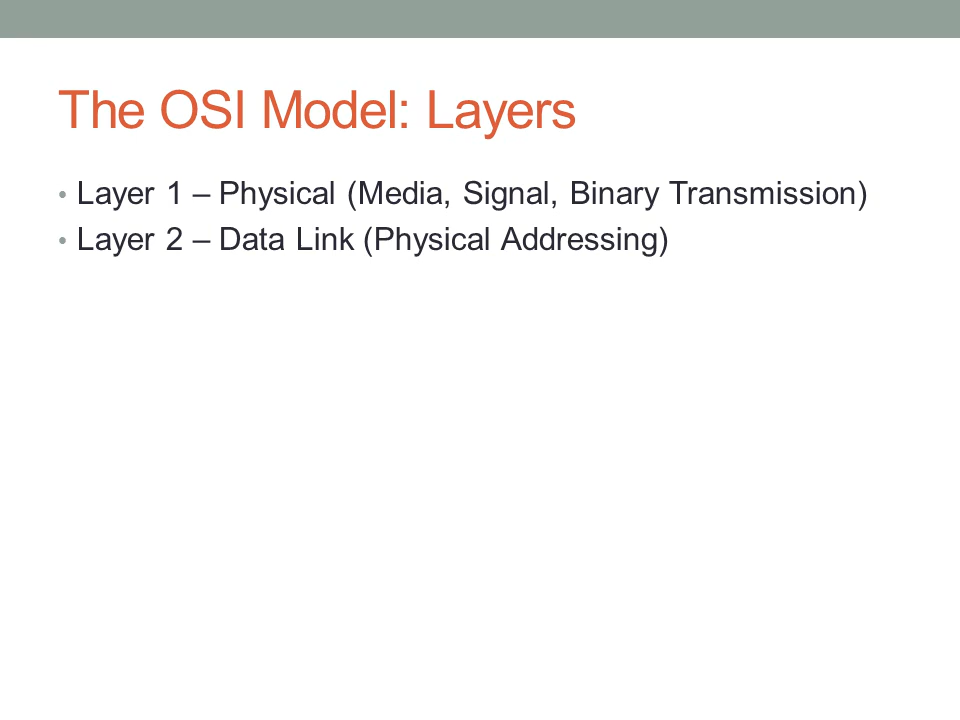 The OSI Model: Layers
• Layer 1 – Physical (Media, Signal, Binary Transmission)
• Layer 2 – Data Link (Physical Addressing)